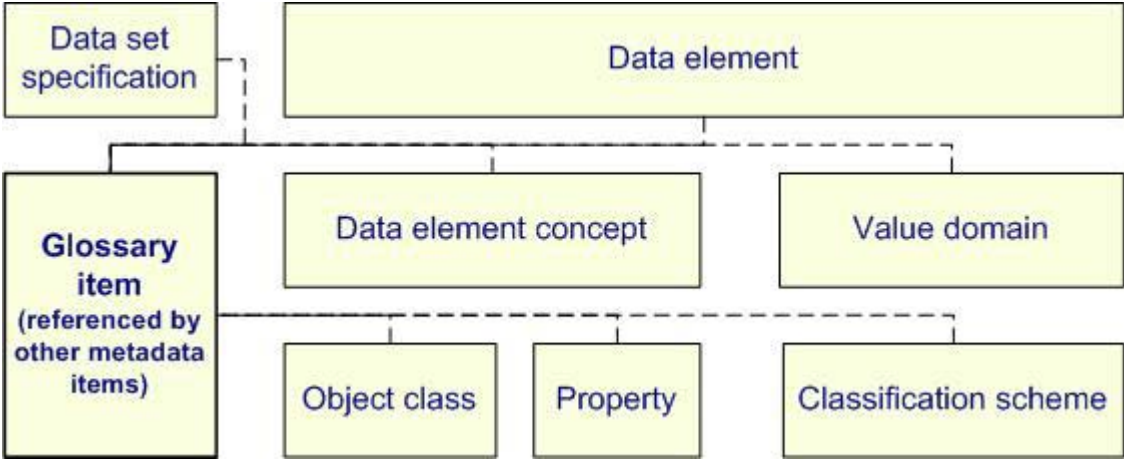 Data set
specification
Data element
Glossary
item
(referenced by
other metadata
items)
Data element concept
Value domain
Object class
Property
Classification scheme